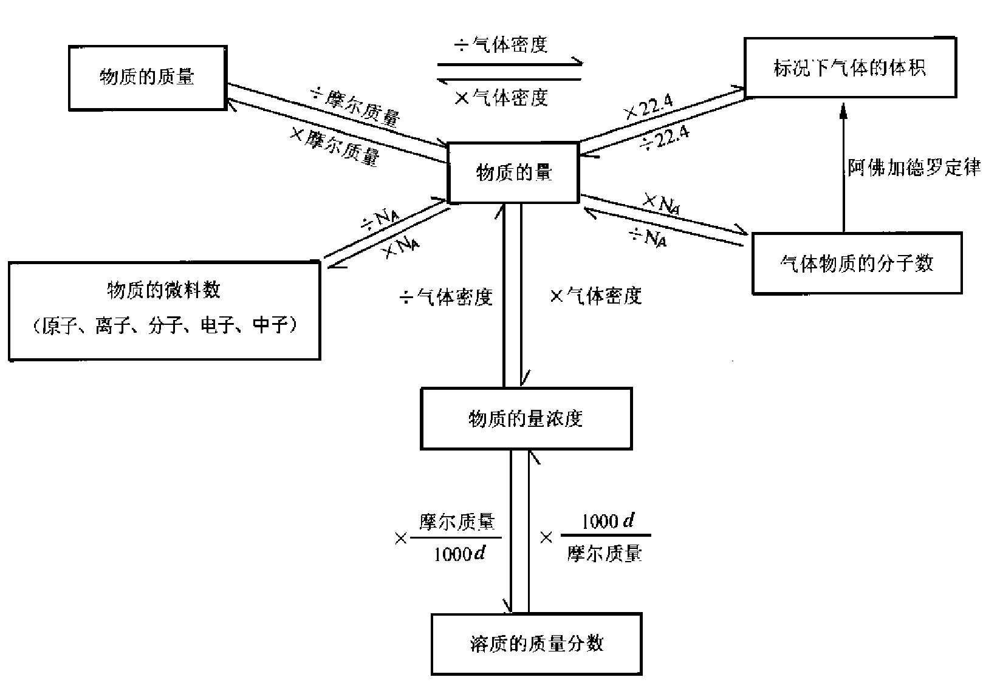 ÷气体密度
物质的质量
标况下气体的体积
×气体密度
÷摩尔质量
×摩尔质量
×22.4
÷22.4
物质的量
阿佛加德罗定律
÷NA
×NA
×NA
÷NA
气体物质的分子数
物质的微料数
（原子、离子、分子、电子、中子）
÷气体密度
×气体密度
物质的量浓度
× 摩尔质量
1000d
× 1000d
摩尔质量
溶质的质量分数